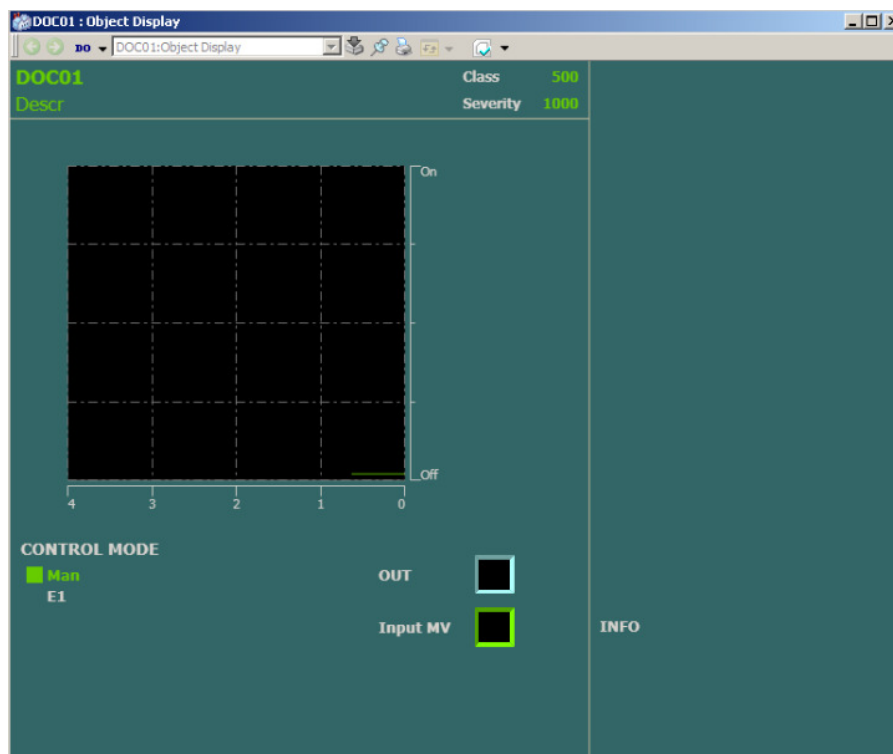 DOC01 : Object Display
DO DOC01:Object Display
DOC01 Class 500
Descr Severity 1000
On
Off
4 3 2 1 0
CONTROL MODE
Man OUT
E1
Input MV INFO